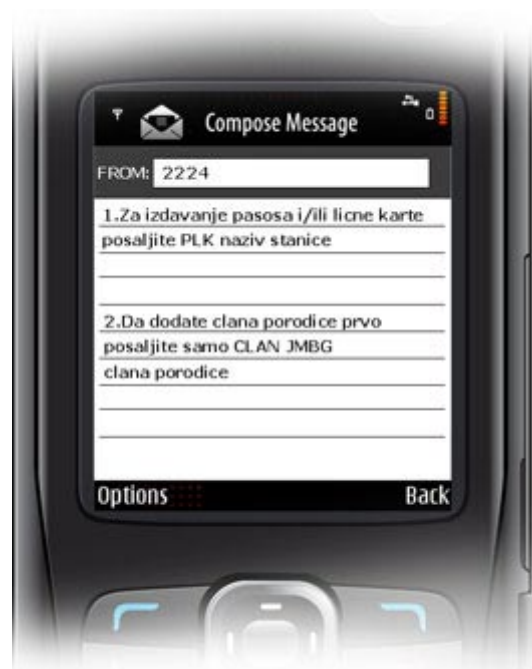 Compose Message
FROM: 2224
1.Za izdavanje pasosa i/ili licne karte
posaljite PLK naziv stanice
2.Da dodate clana porodice prvo
posaljite samo CLAN JMBG
clana porodice
Options Back